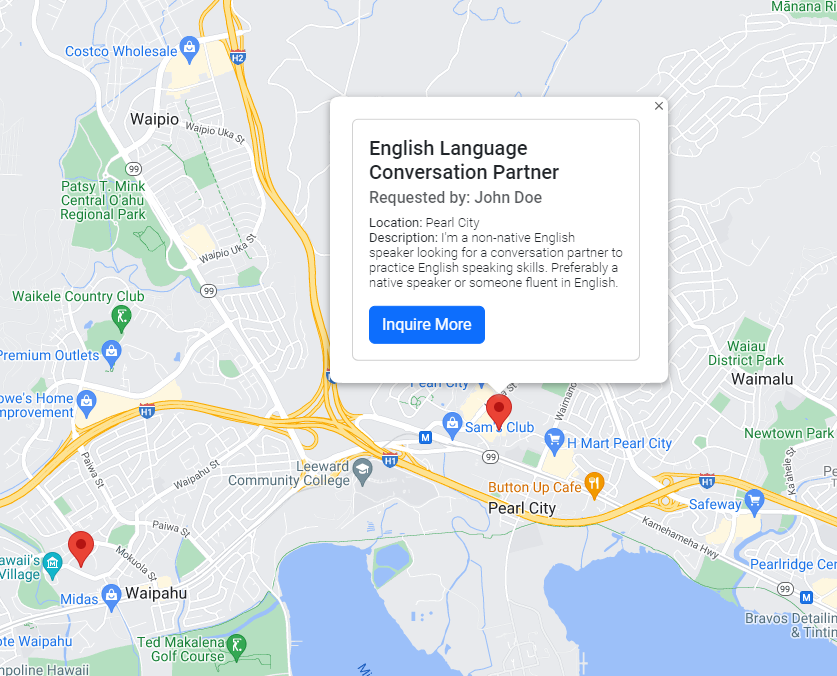 Mānana Ri
Costco Wholesale
H2
Waipio
Waipio Uka St
99
Patsy T. Mink
Central O'ahu
Regional Park
Waipio Uka St
99
Waikele Country Club
Premium Outlets
owe's Home
mprovement
H1
×
English Language
Conversation Partner
Requested by: John Doe
Location: Pearl City
Description: I'm a non-native English
speaker looking for a conversation partner to
practice English speaking skills. Preferably a
native speaker or someone fluent in English.
Inquire More
Waiau
District Park
Waimalu
Pearl City
Waimano
Newtown Park
Kaahele St
Sam's Club
M
H Mart Pearl City
99
H1
Leeward
Community College
Button Up Cafe
Pearl City
H1
Safeway
Kamehameha Hwy
Paiwa St
Waipahu St
Paiwa St
Mokuola St
awaii's
Village
Midas
Waipahu
Pearlridge Cer
99
M
Bravos Detailin
& Tintin
ote Waipahu
Ted Makalena
Golf Course
mpoline Hawaii
Mi